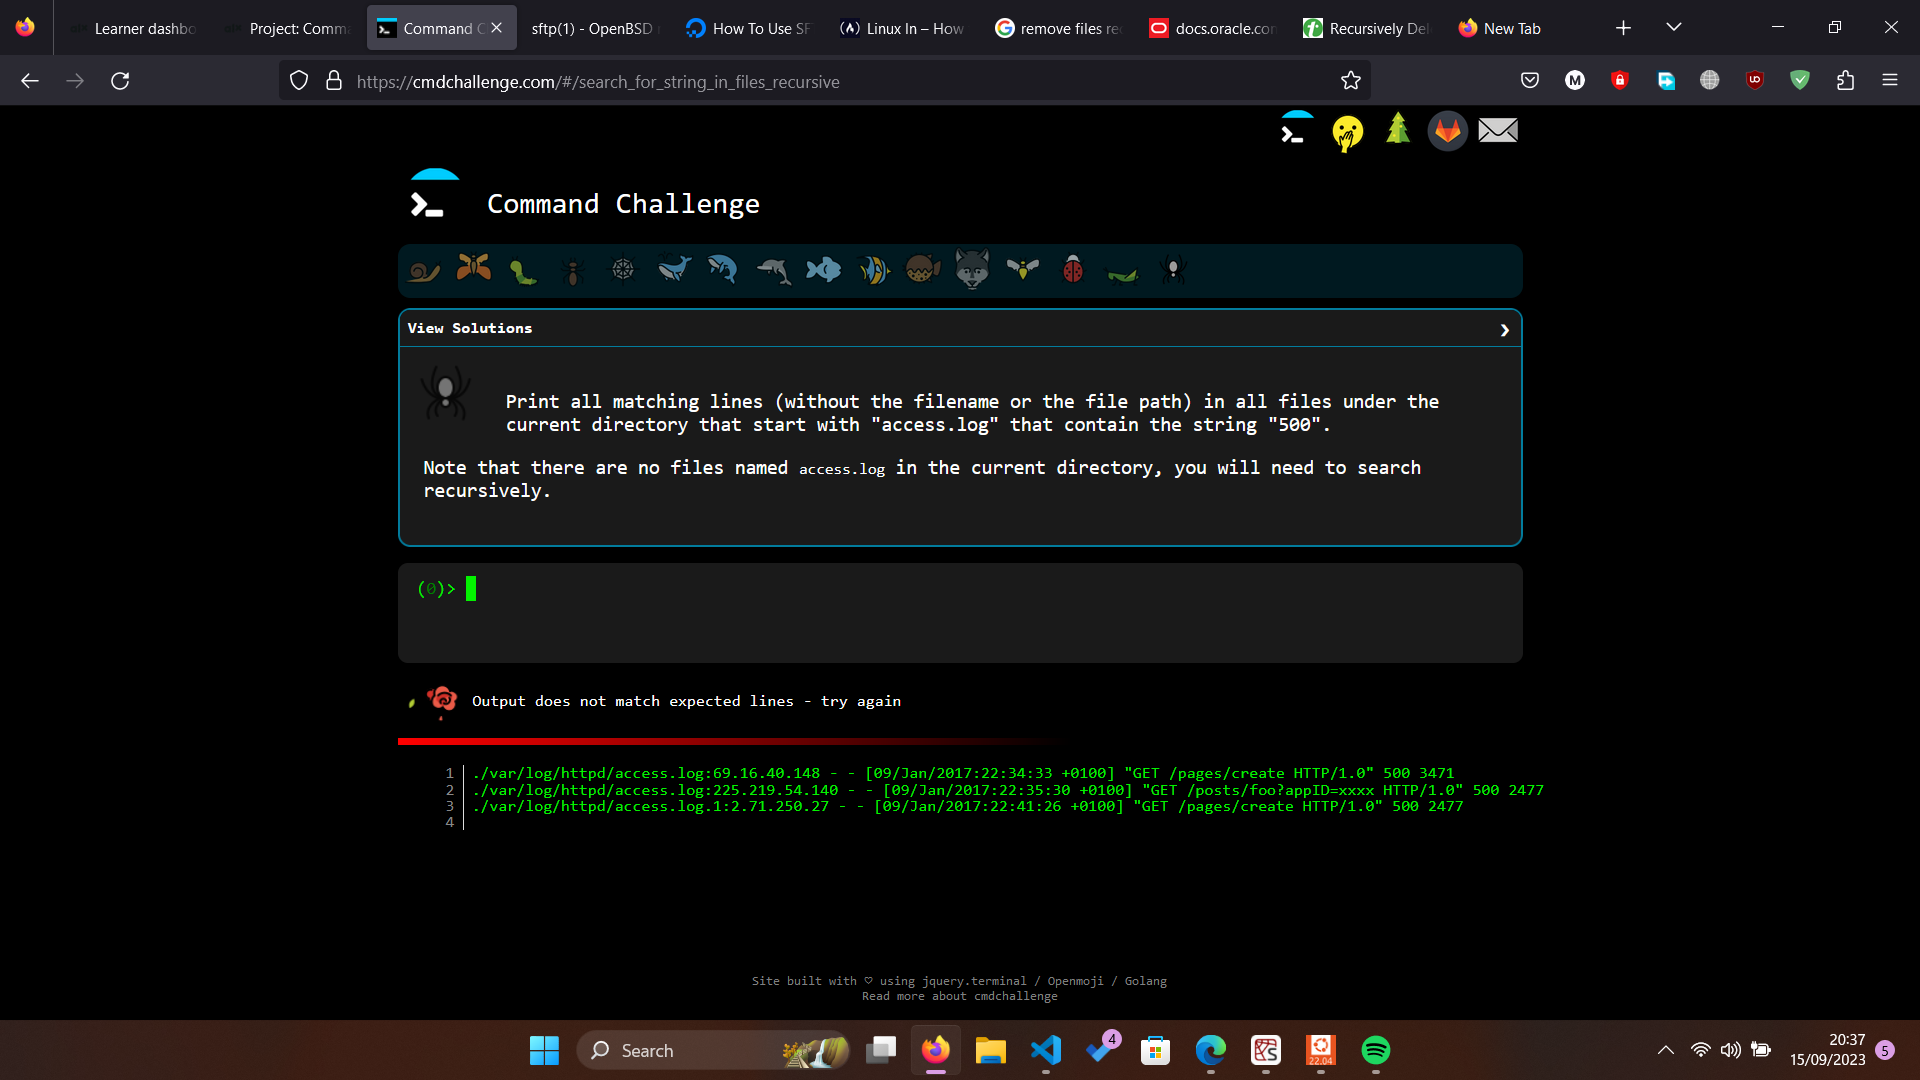 Learner dashbo
Project: Comma
Command C
sftp(1) - OpenBSD
How To Use SF
Linux In – How
remove files re
docs.oracle.con
Recursively Del
New Tab
https://cmdchallenge.com/#/search_for_string_in_files_recursive
Command Challenge
View Solutions
Print all matching lines (without the filename or the file path) in all files under the
current directory that start with "access.log" that contain the string "500".
Note that there are no files named access.log in the current directory, you will need to search
recursively.
(0)>
Output does not match expected lines - try again
1 ./var/log/httpd/access.log:69.16.40.148 - - [09/Jan/2017:22:34:33 +0100] "GET /pages/create HTTP/1.0" 500 3471
2 ./var/log/httpd/access.log:225.219.54.140 - - [09/Jan/2017:22:35:30 +0100] "GET /posts/foo?appID=xxxx HTTP/1.0" 500 2477
3 ./var/log/httpd/access.log.1:2.71.250.27 - - [09/Jan/2017:22:41:26 +0100] "GET /pages/create HTTP/1.0" 500 2477
4
Site built with ♡ using jquery.terminal / Openmoji / Golang
Read more about cmdchallenge
Search
4
22.04
20:37
15/09/2023
5